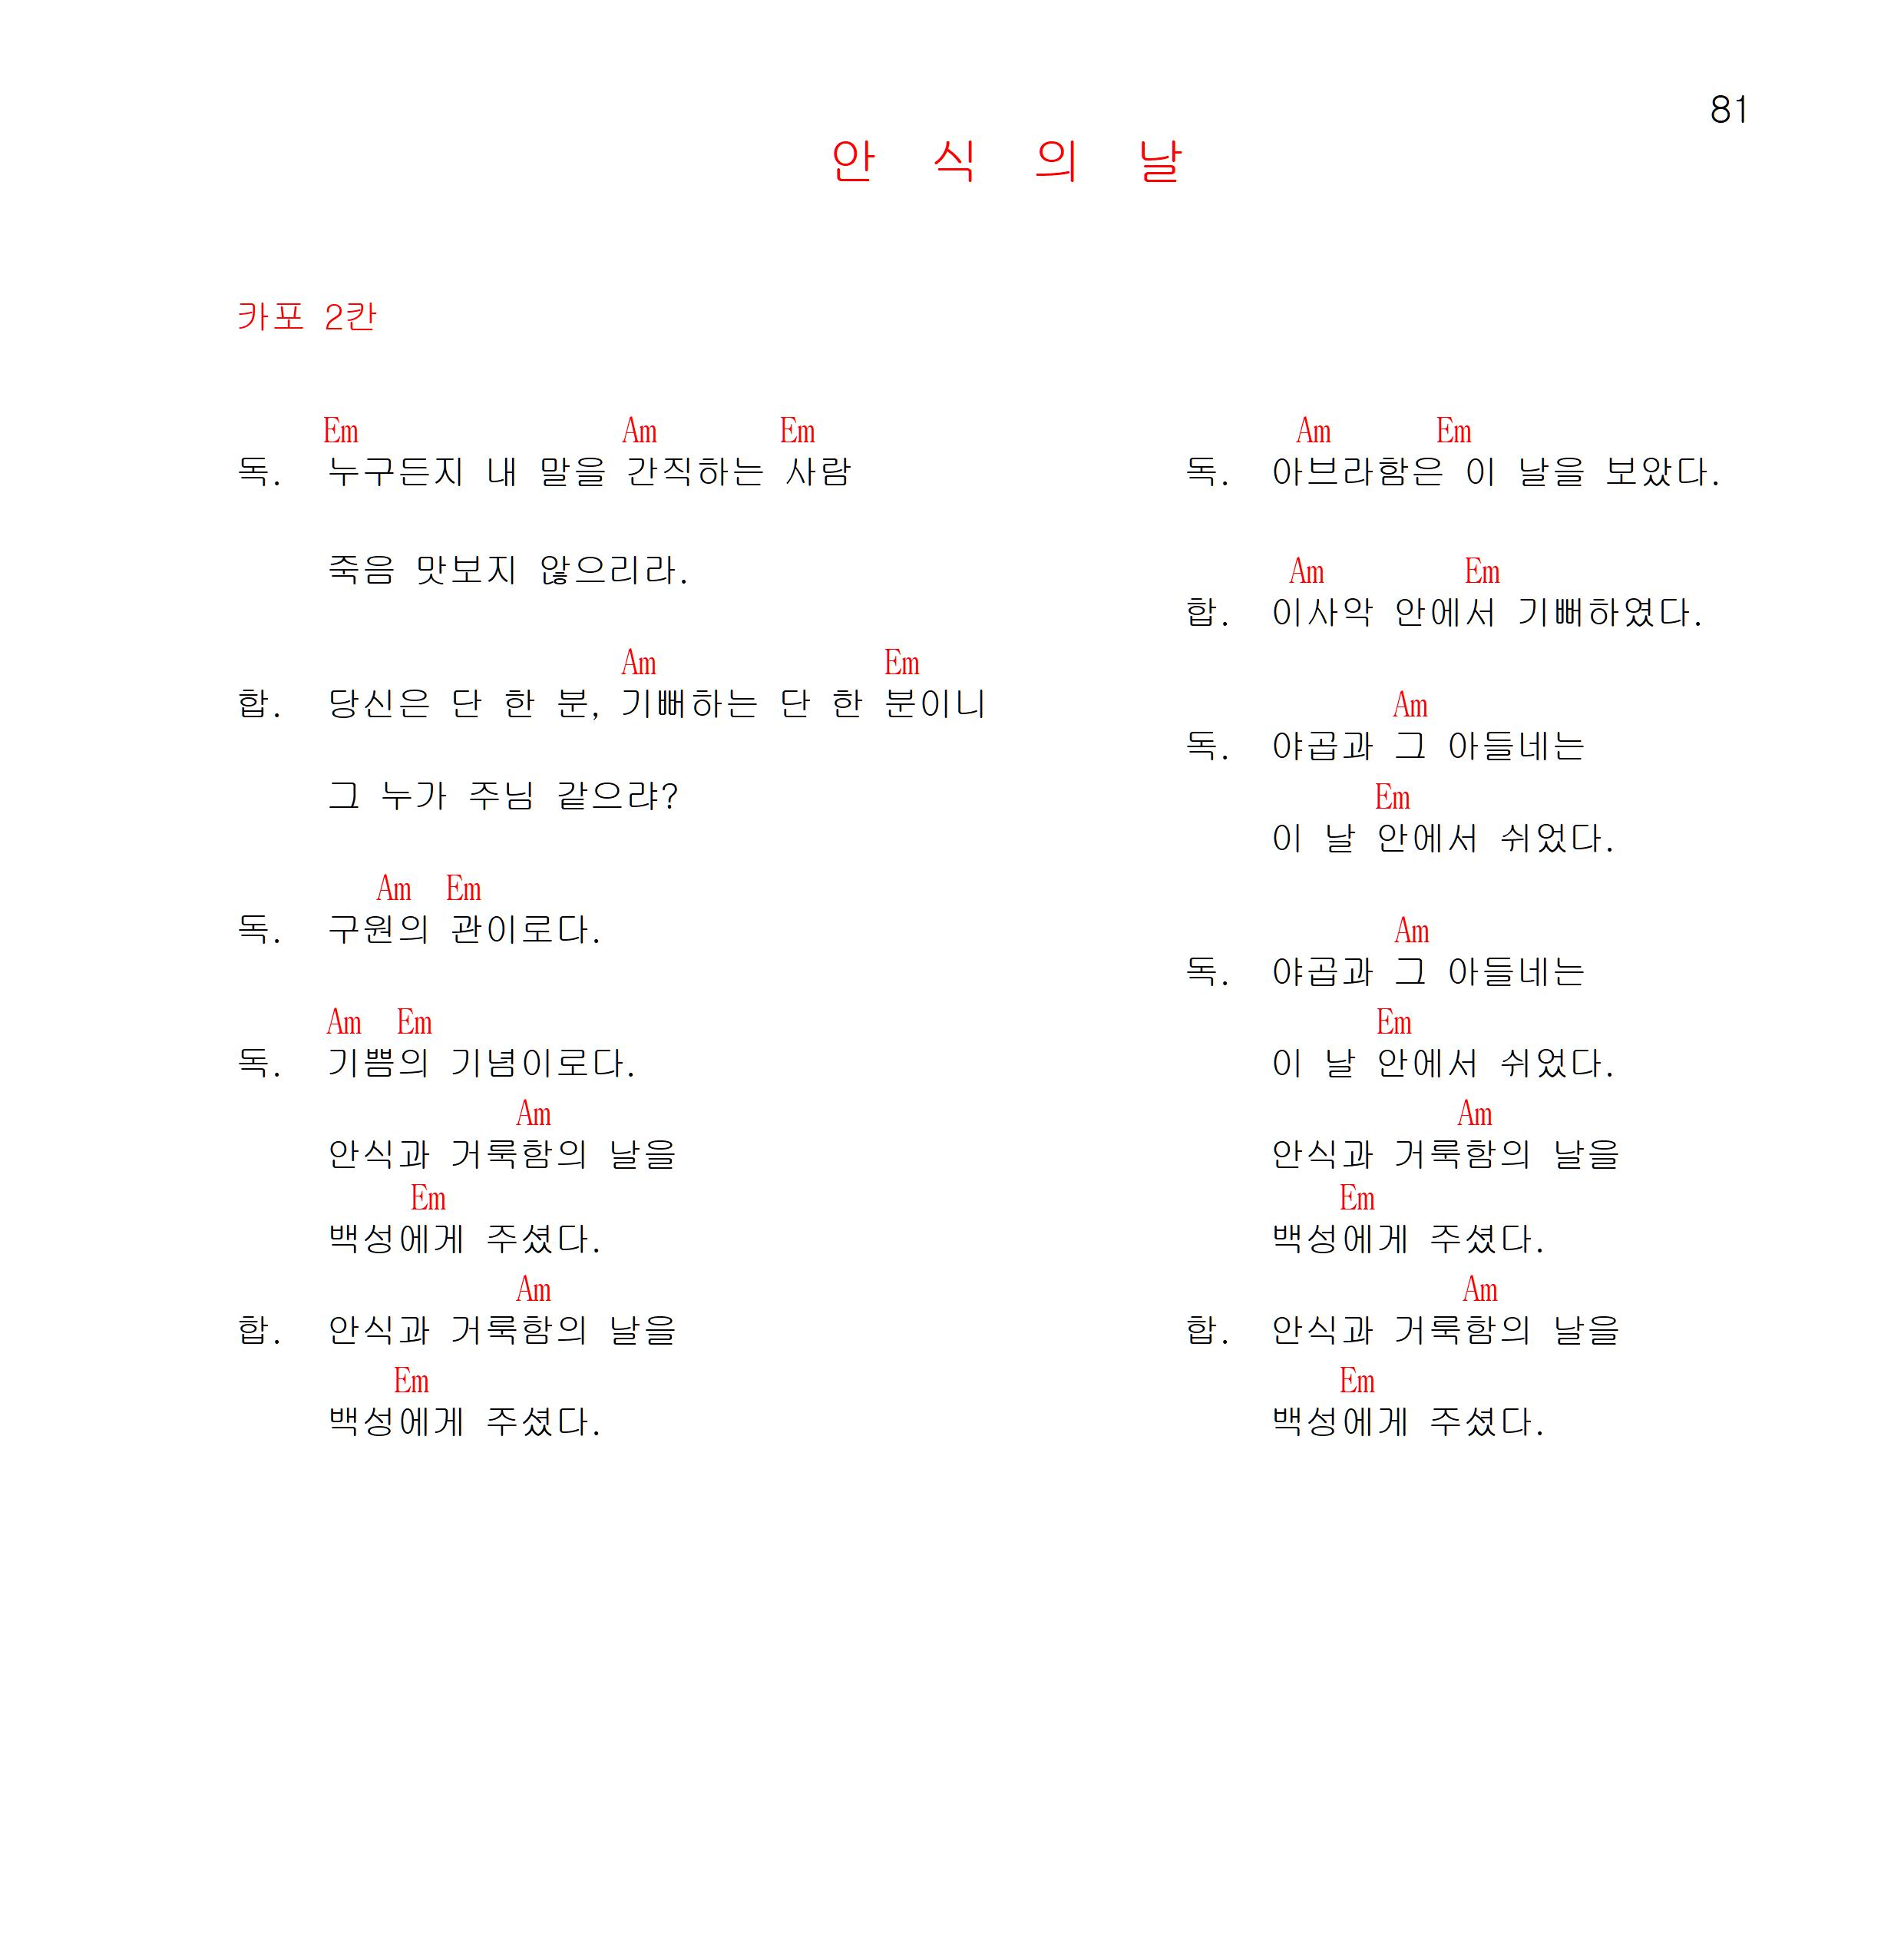 81
안 식 의 날
카포 2칸
Em Am Em
독. 누구든지 내 말을 간직하는 사람
죽음 맛보지 않으리라.
Am Em
합. 당신은 단 한 분, 기뻐하는 단 한 분이니
그 누가 주님 같으랴?
Am Em
독. 구원의 관이로다.
Am Em
독. 기쁨의 기념이로다.
Am
안식과 거룩함의 날을
Em
백성에게 주셨다.
Am
합. 안식과 거룩함의 날을
Em
백성에게 주셨다.
Am Em
독. 아브라함은 이 날을 보았다.
Am Em
합. 이사악 안에서 기뻐하였다.
Am
독. 야곱과 그 아들네는
Em
이 날 안에서 쉬었다.
Am
독. 야곱과 그 아들네는
Em
이 날 안에서 쉬었다.
Am
안식과 거룩함의 날을
Em
백성에게 주셨다.
Am
합. 안식과 거룩함의 날을
Em
백성에게 주셨다.